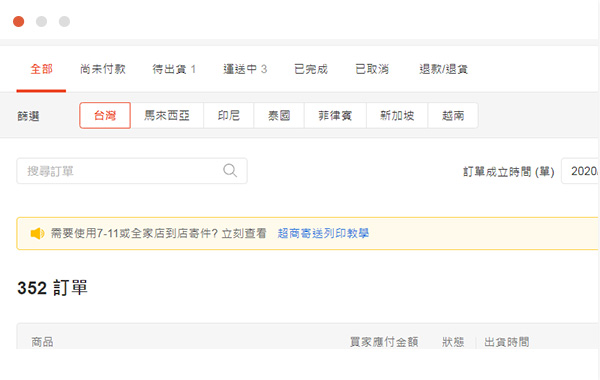 全部 尚未付款 待出貨 1 運送中 3 已完成 已取消 退款/退貨
篩選 台灣 馬來西亞 印尼 泰國 菲律賓 新加坡 越南
搜尋訂單 訂單成立時間 (單) 2020.
需要使用7-11或全家店到店寄件? 立刻查看 超商寄送列印教學
352 訂單
商品 買家應付金額 狀態 出貨時間